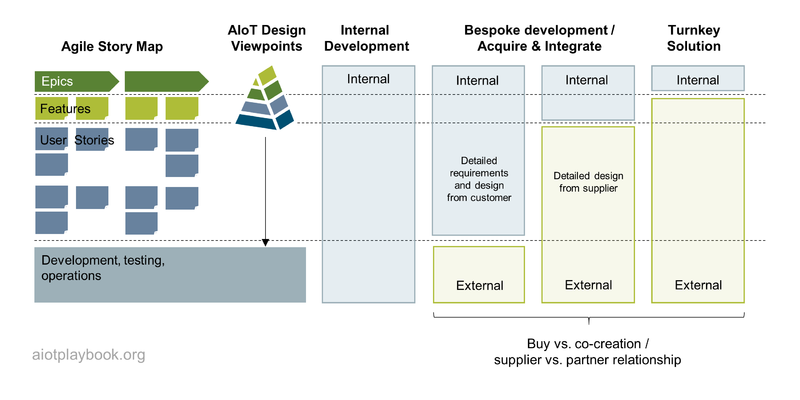 Agile Story Map
AIoT Design
Viewpoints
Internal
Development
Bespoke development /
Acquire & Integrate
Turnkey
Solution
Epics
Features
User Stories
Internal
Internal
Internal
Internal
Detailed
requirements
and design
from customer
Detailed design
from supplier
Development, testing,
operations
External
External
External
Buy vs. co-creation /
supplier vs. partner relationship
aiotplaybook.org